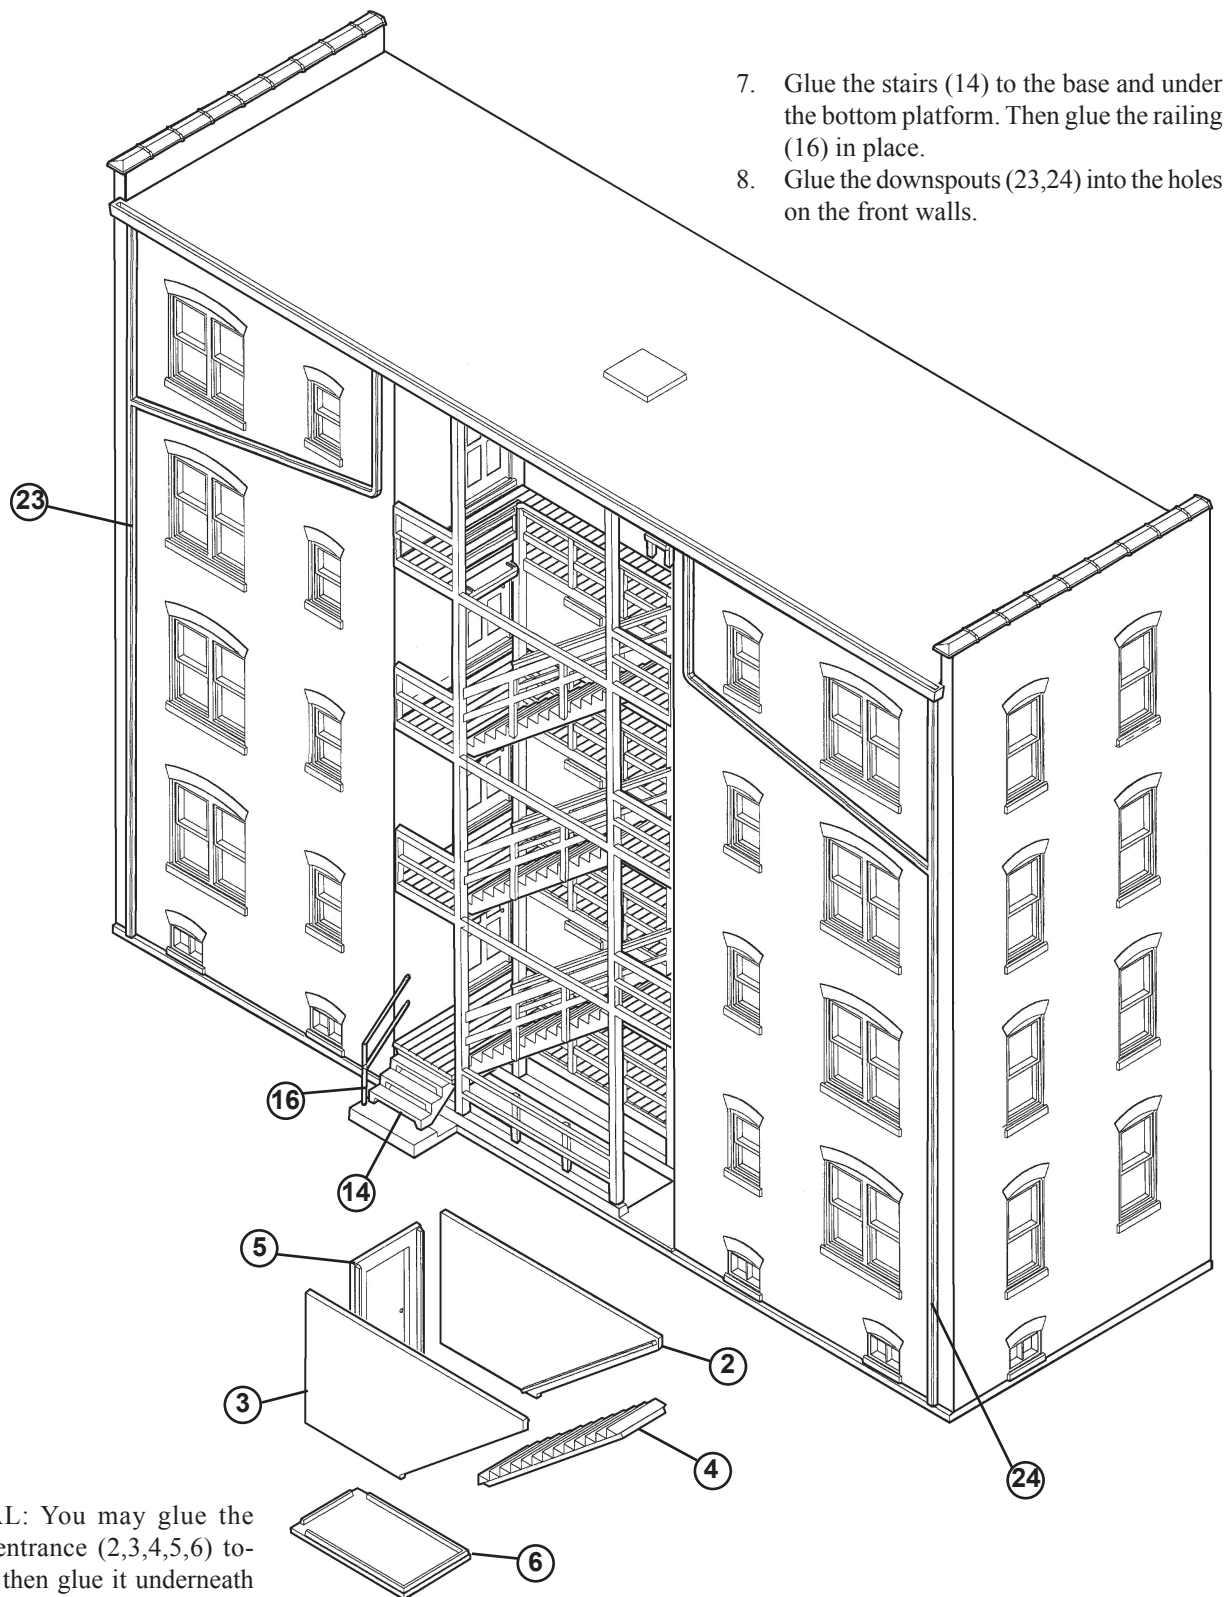 7. Glue the stairs (14) to the base and under
the bottom platform. Then glue the railing
(16) in place.
8. Glue the downspouts (23,24) into the holes
on the front walls.
23
16
14
5
2
3
4
24
6
AL: You may glue the
entrance (2,3,4,5,6) to-
then glue it underneath